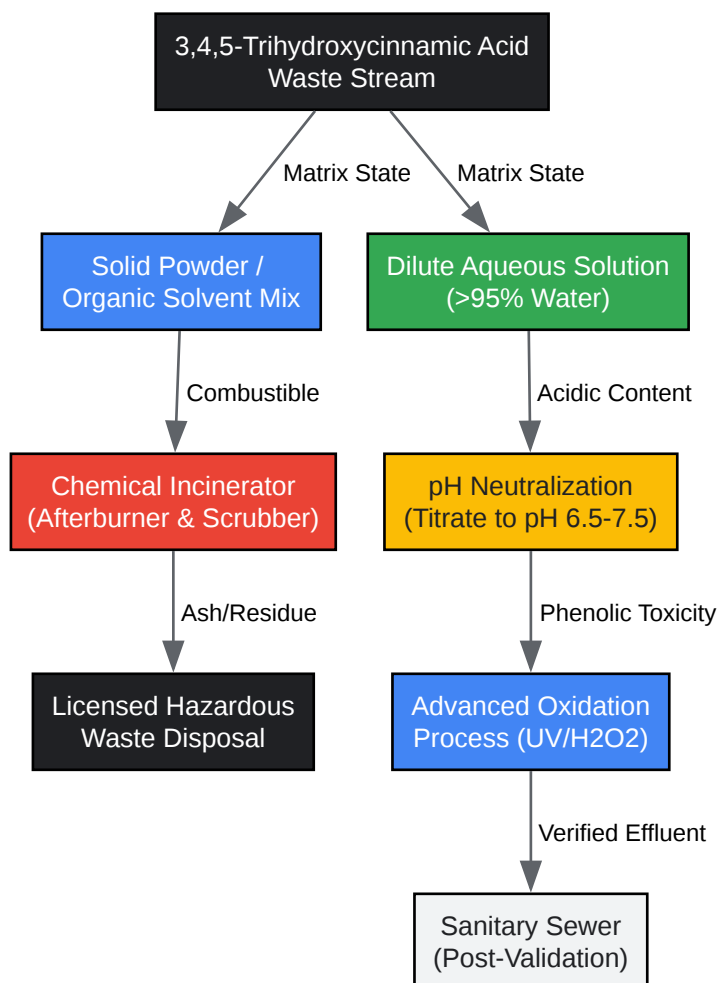 3,4,5-Trihydroxycinnamic Acid
Waste Stream
Matrix State
Matrix State
Solid Powder /
Organic Solvent Mix
Dilute Aqueous Solution
(>95% Water)
Combustible
Acidic Content
Chemical Incinerator
(Afterburner & Scrubber)
pH Neutralization
(Titrate to pH 6.5-7.5)
Ash/Residue
Phenolic Toxicity
Licensed Hazardous
Waste Disposal
Advanced Oxidation
Process (UV/H2O2)
Verified Effluent
Sanitary Sewer
(Post-Validation)